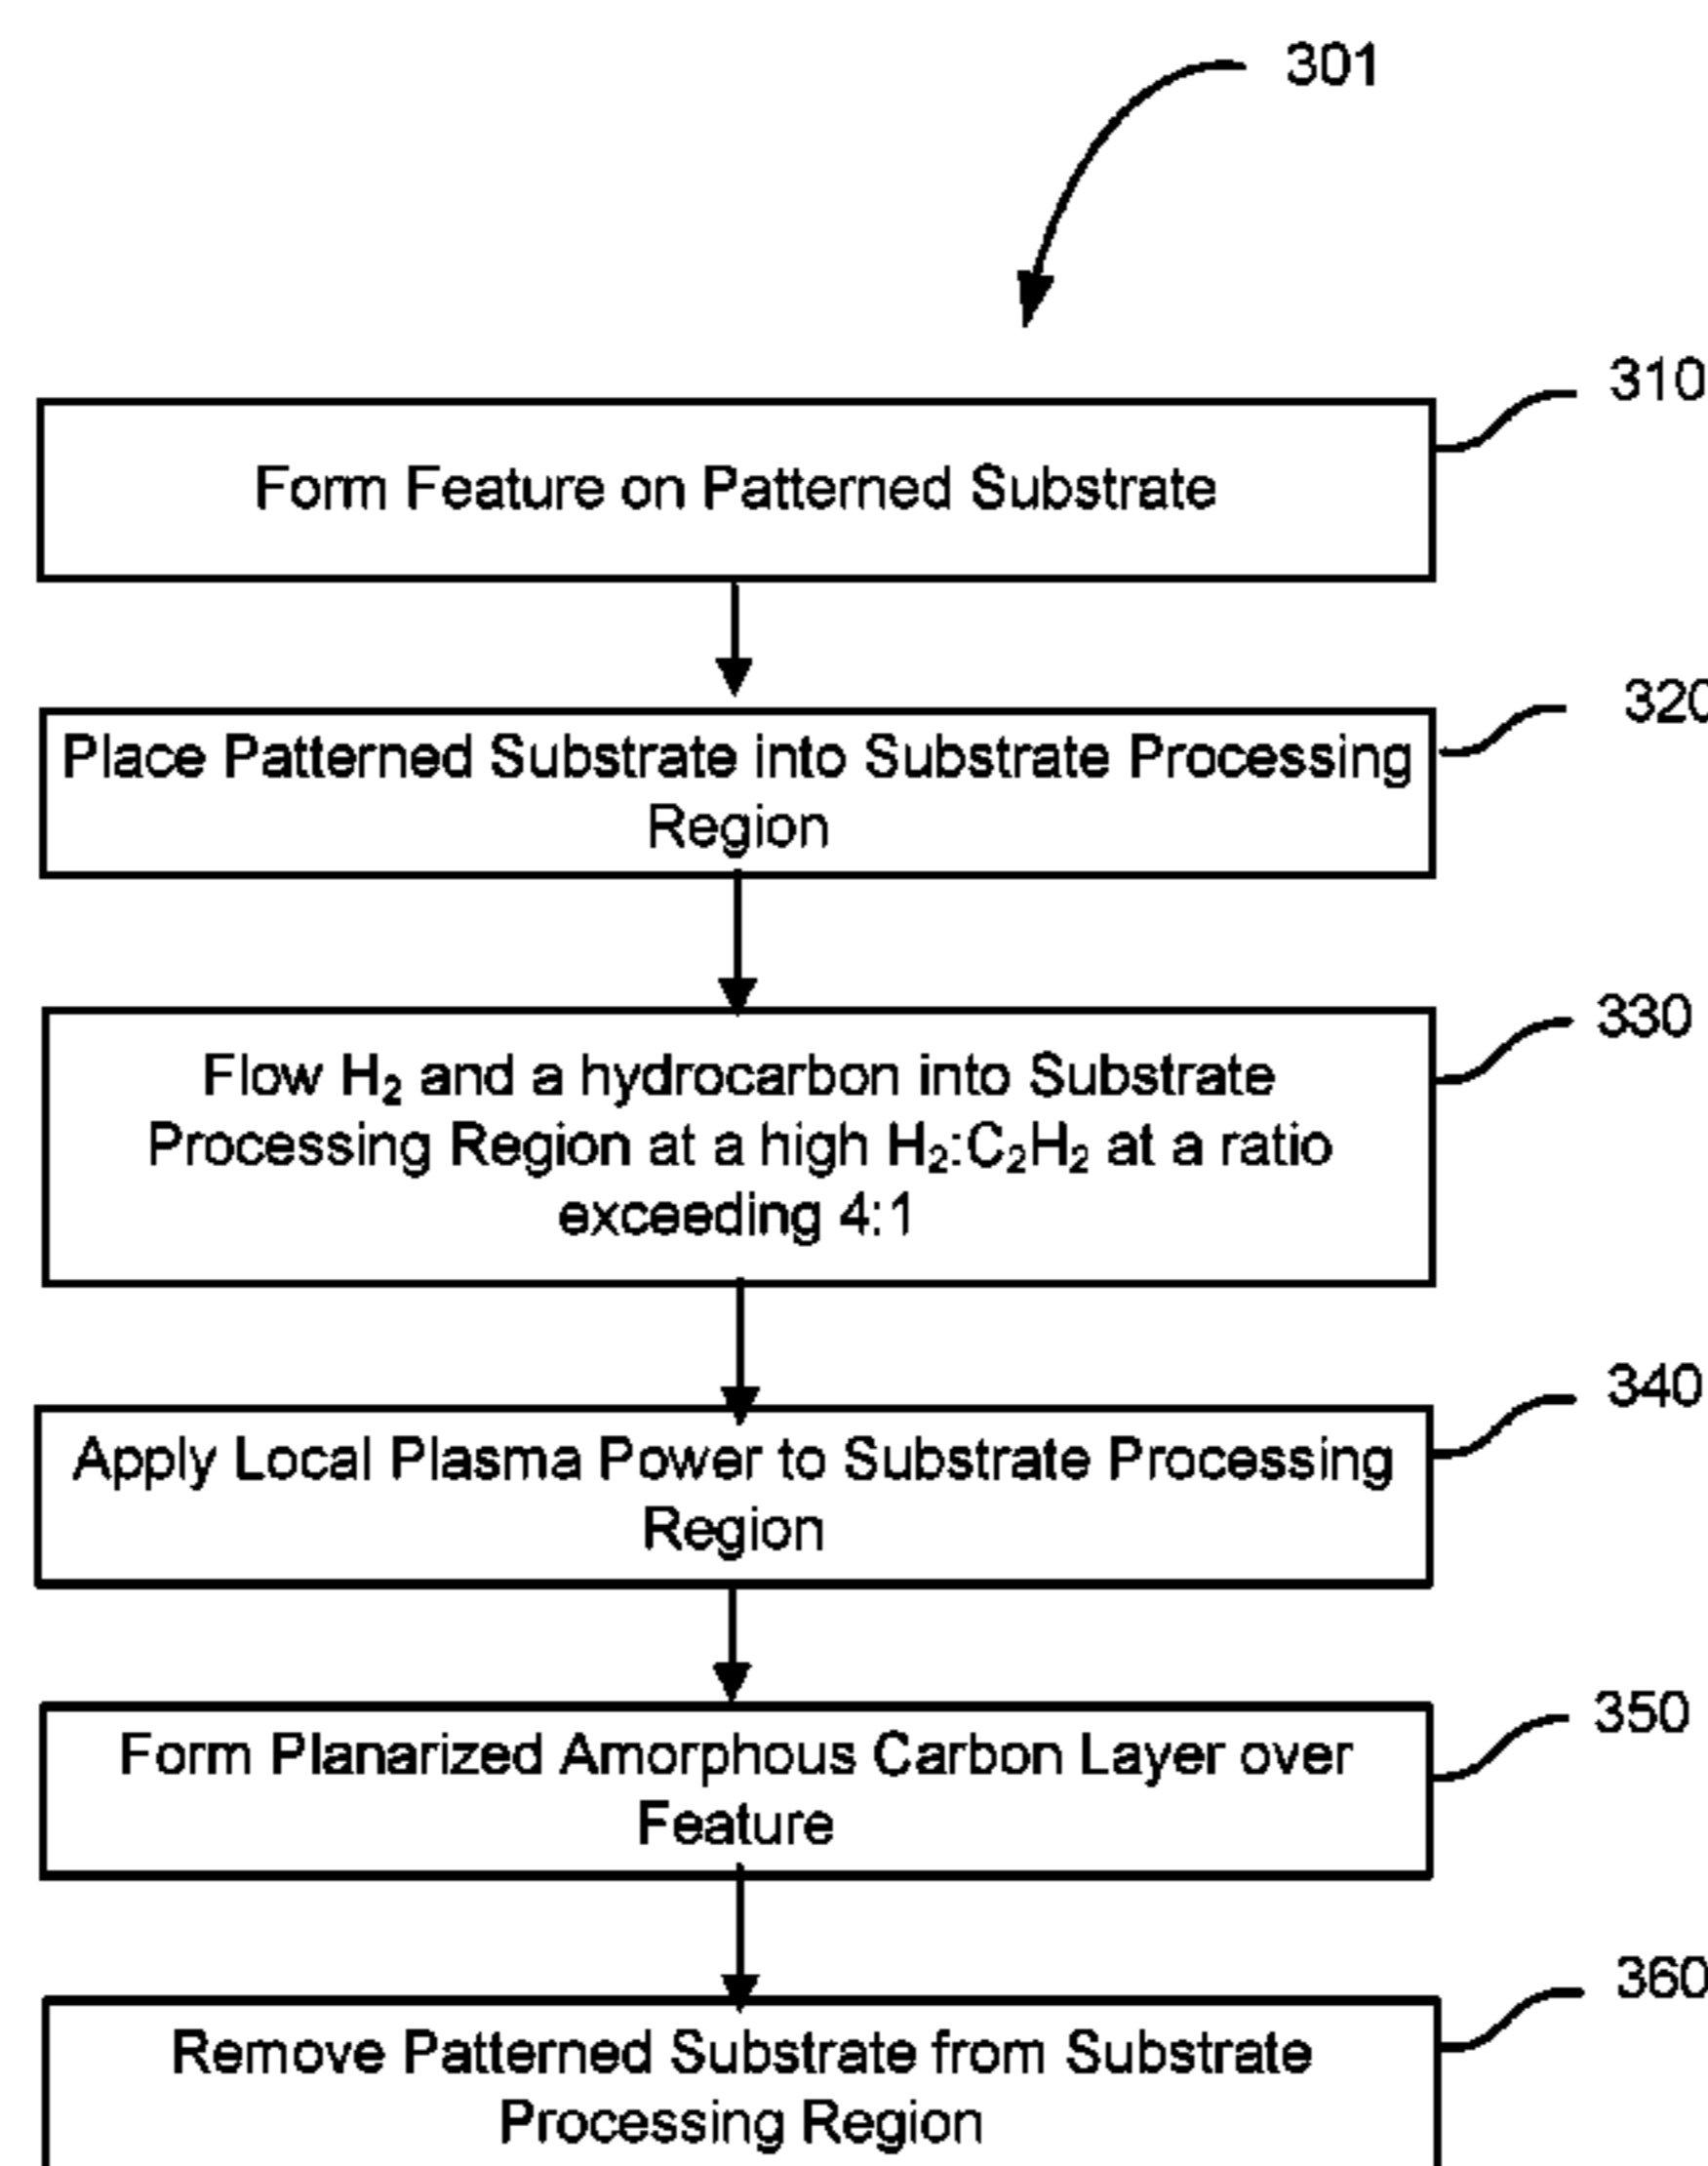 301
310
Form Feature on Patterned Substrate
320
Place Patterned Substrate into Substrate Processing
Region
330
Flow H₂ and a hydrocarbon into Substrate
Processing Region at a high H₂:C₂H₂ at a ratio
exceeding 4:1
340
Apply Local Plasma Power to Substrate Processing
Region
350
Form Planarized Amorphous Carbon Layer over
Feature
360
Remove Patterned Substrate from Substrate
Processing Region